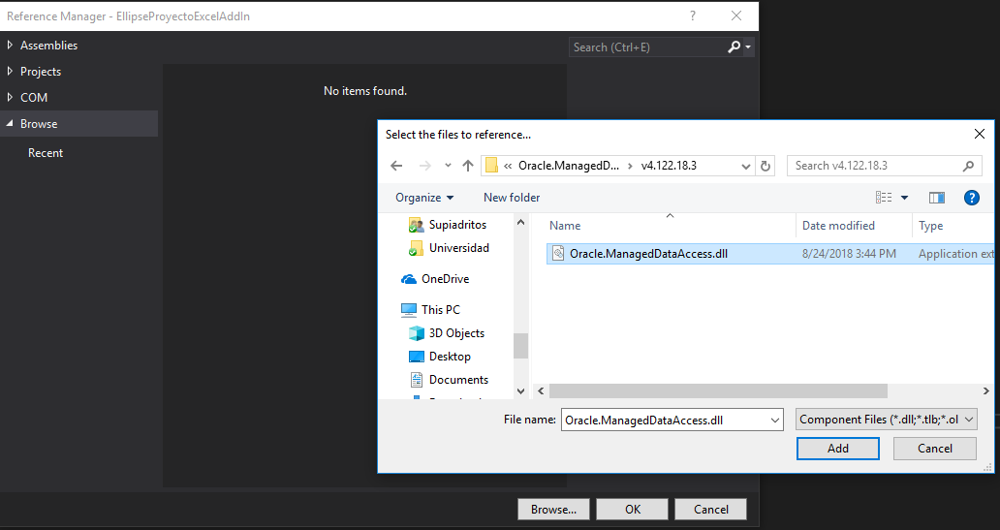 Reference Manager - EllipseProyectoExcelAddIn
?
Assemblies
Search (Ctrl+E)
Projects
COM
Browse
Recent
No items found.
Select the files to reference...
« Oracle.ManagedD... > v4.122.18.3
Search v4.122.18.3
Organize
New folder
?
Supiadritos
Universidad
OneDrive
This PC
3D Objects
Desktop
Documents
Name Date modified Type
Oracle.ManagedDataAccess.dll 8/24/2018 3:44 PM Application ext
File name: Oracle.ManagedDataAccess.dll
Component Files (*.dll;*.tlb;*.ol
Add
Cancel
Browse...
OK
Cancel